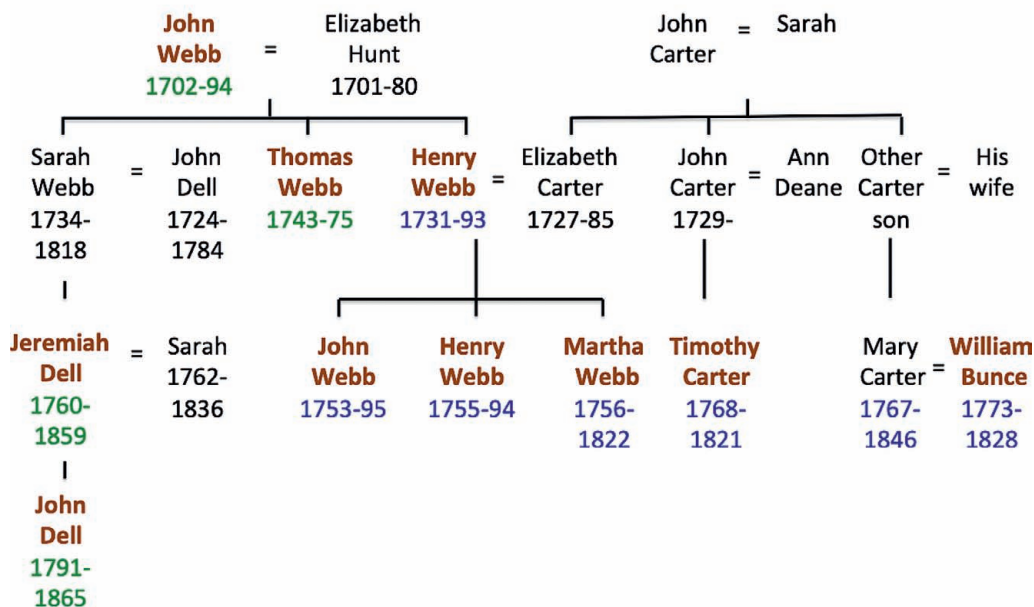 John Webb 1702-94 = Elizabeth Hunt 1701-80
John Carter = Sarah
Sarah Webb 1734-1818 = John Dell 1724-1784
Thomas Webb 1743-75
Henry Webb 1731-93 = Elizabeth Carter 1727-85
John Carter 1729- = Ann Deane
Other Carter son = His wife
Jeremiah Dell 1760-1859 = Sarah 1762-1836
John Webb 1753-95
Henry Webb 1755-94
Martha Webb 1756-1822
Timothy Carter 1768-1821
Mary Carter 1767-1846 = William Bunce 1773-1828
John Dell 1791-1865